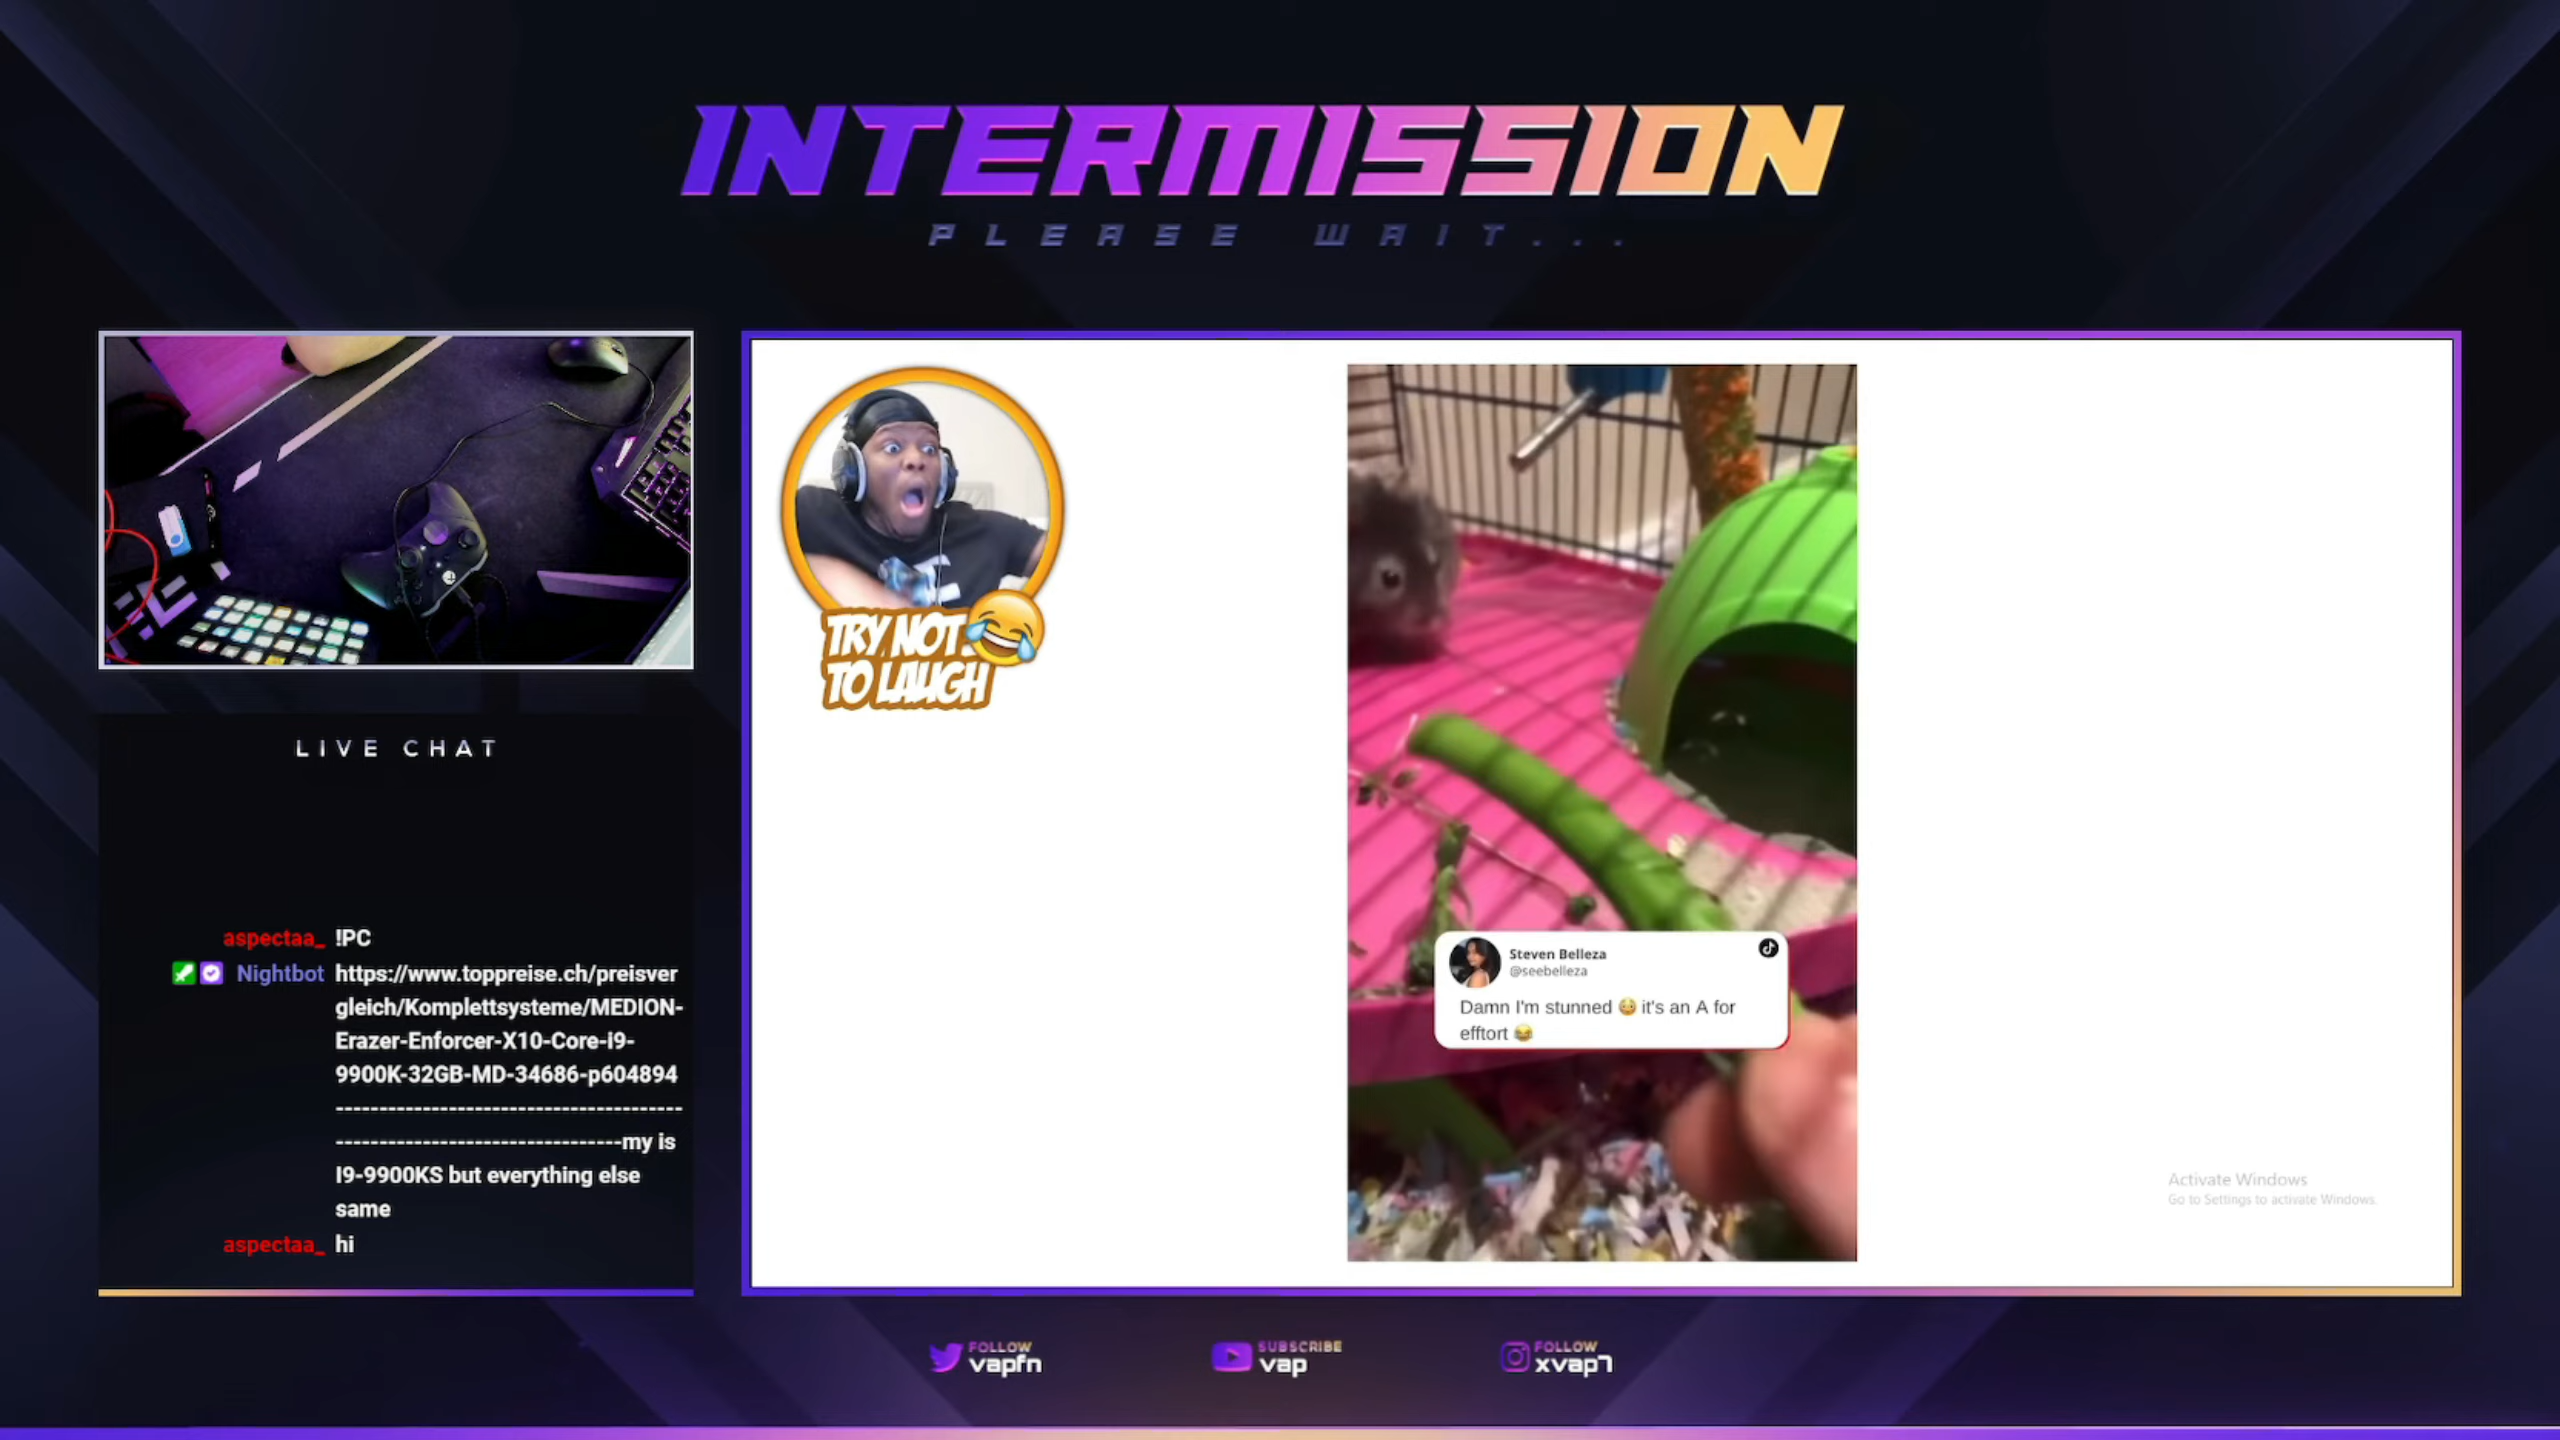 INTERMISSION
PLEASE WAIT...
TRY NOT
TO LAUGH
LIVE CHAT
aspectaa_ !PC
Nightbot https://www.toppreise.ch/preisver
gleich/Komplettsysteme/MEDION-
Erazer-Enforcer-X10-Core-i9-
9900K-32GB-MD-34686-p604894
----------------------------------------
---------------------------------my is
I9-9900KS but everything else
same
aspectaa_ hi
Steven Belleza
@seebelleza
Damn I'm stunned 😳 it's an A for
efftort 😂
Activate Windows
Go to Settings to activate Windows.
FOLLOW
vapfn
SUBSCRIBE
vap
FOLLOW
xvap7